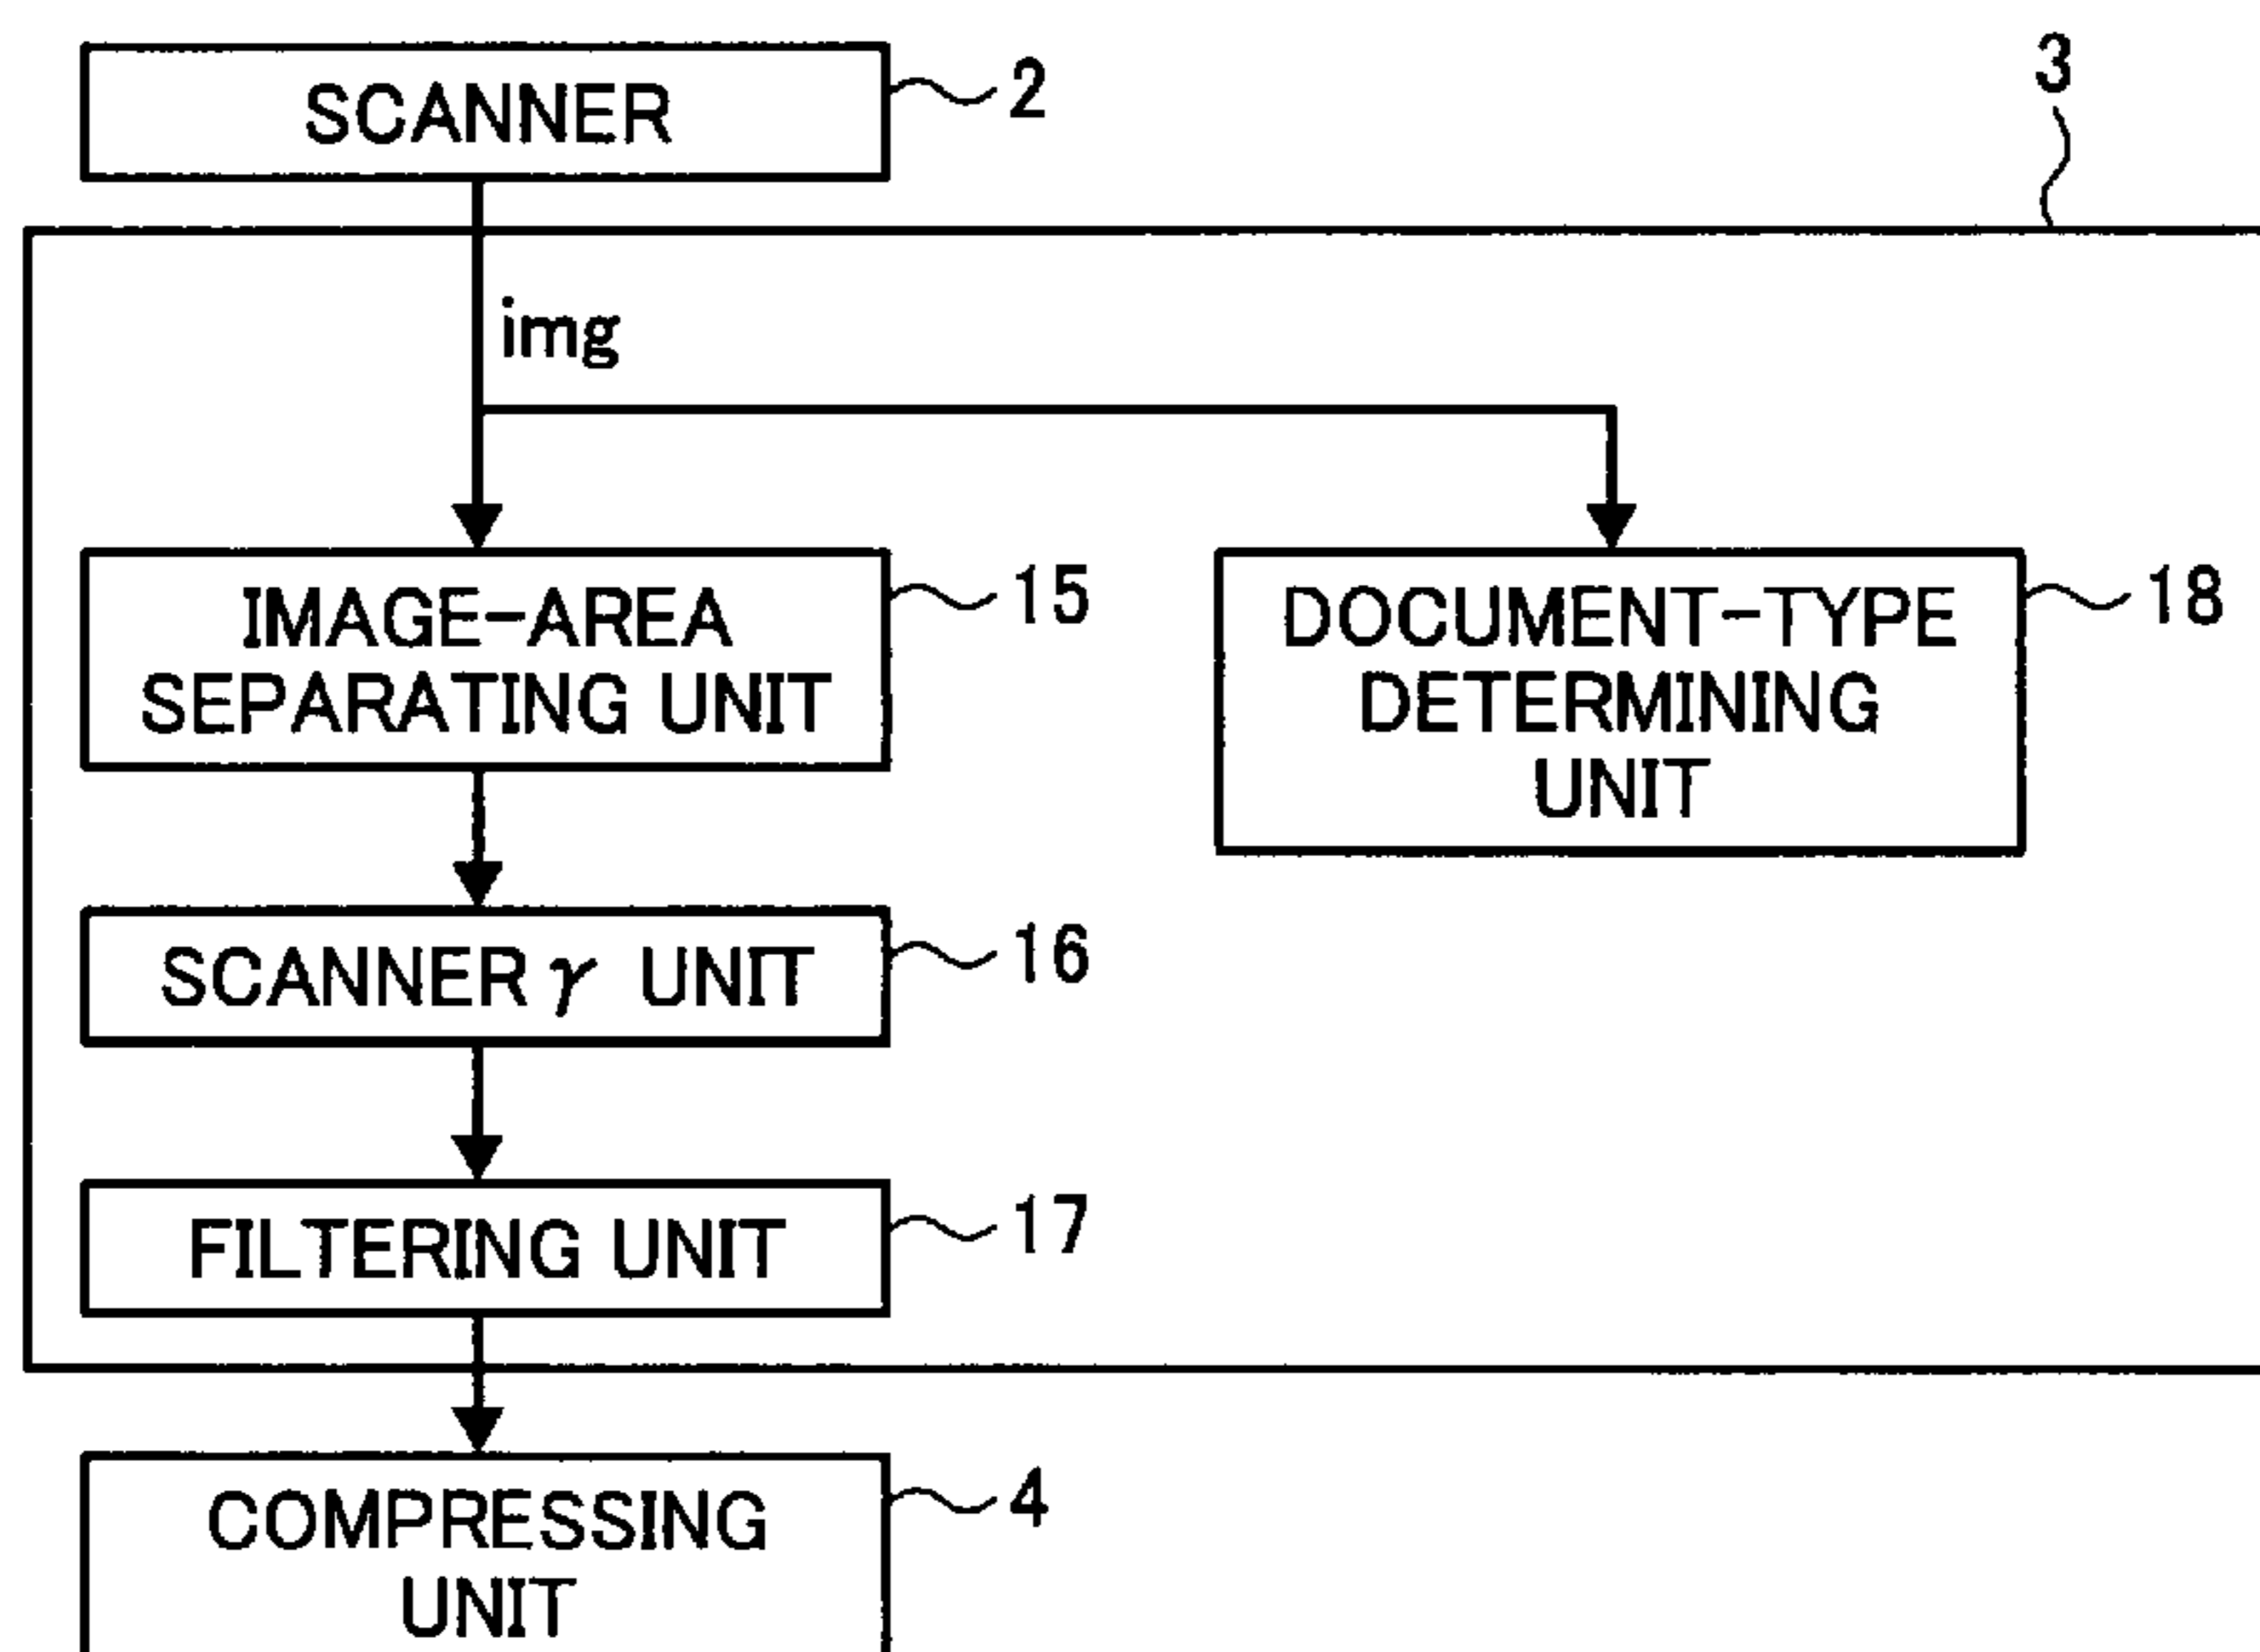 SCANNER
2
3
img
IMAGE-AREA
SEPARATING UNIT
15
DOCUMENT-TYPE
DETERMINING
UNIT
18
SCANNER γ UNIT
16
FILTERING UNIT
17
COMPRESSING
UNIT
4